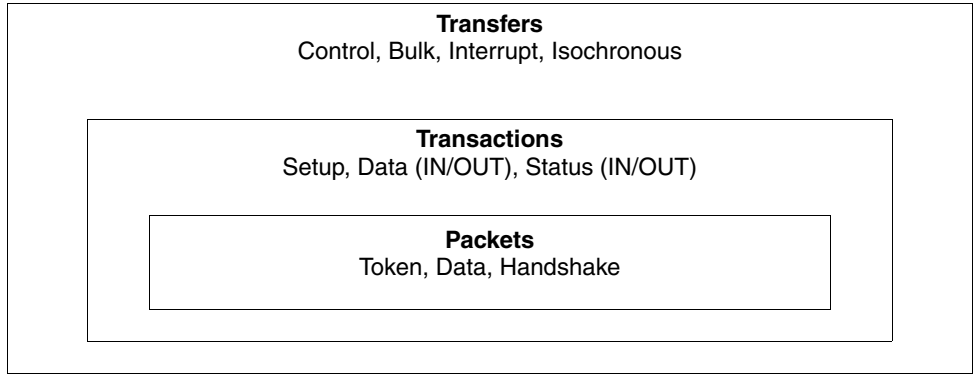 Transfers
Control, Bulk, Interrupt, Isochronous
Transactions
Setup, Data (IN/OUT), Status (IN/OUT)
Packets
Token, Data, Handshake